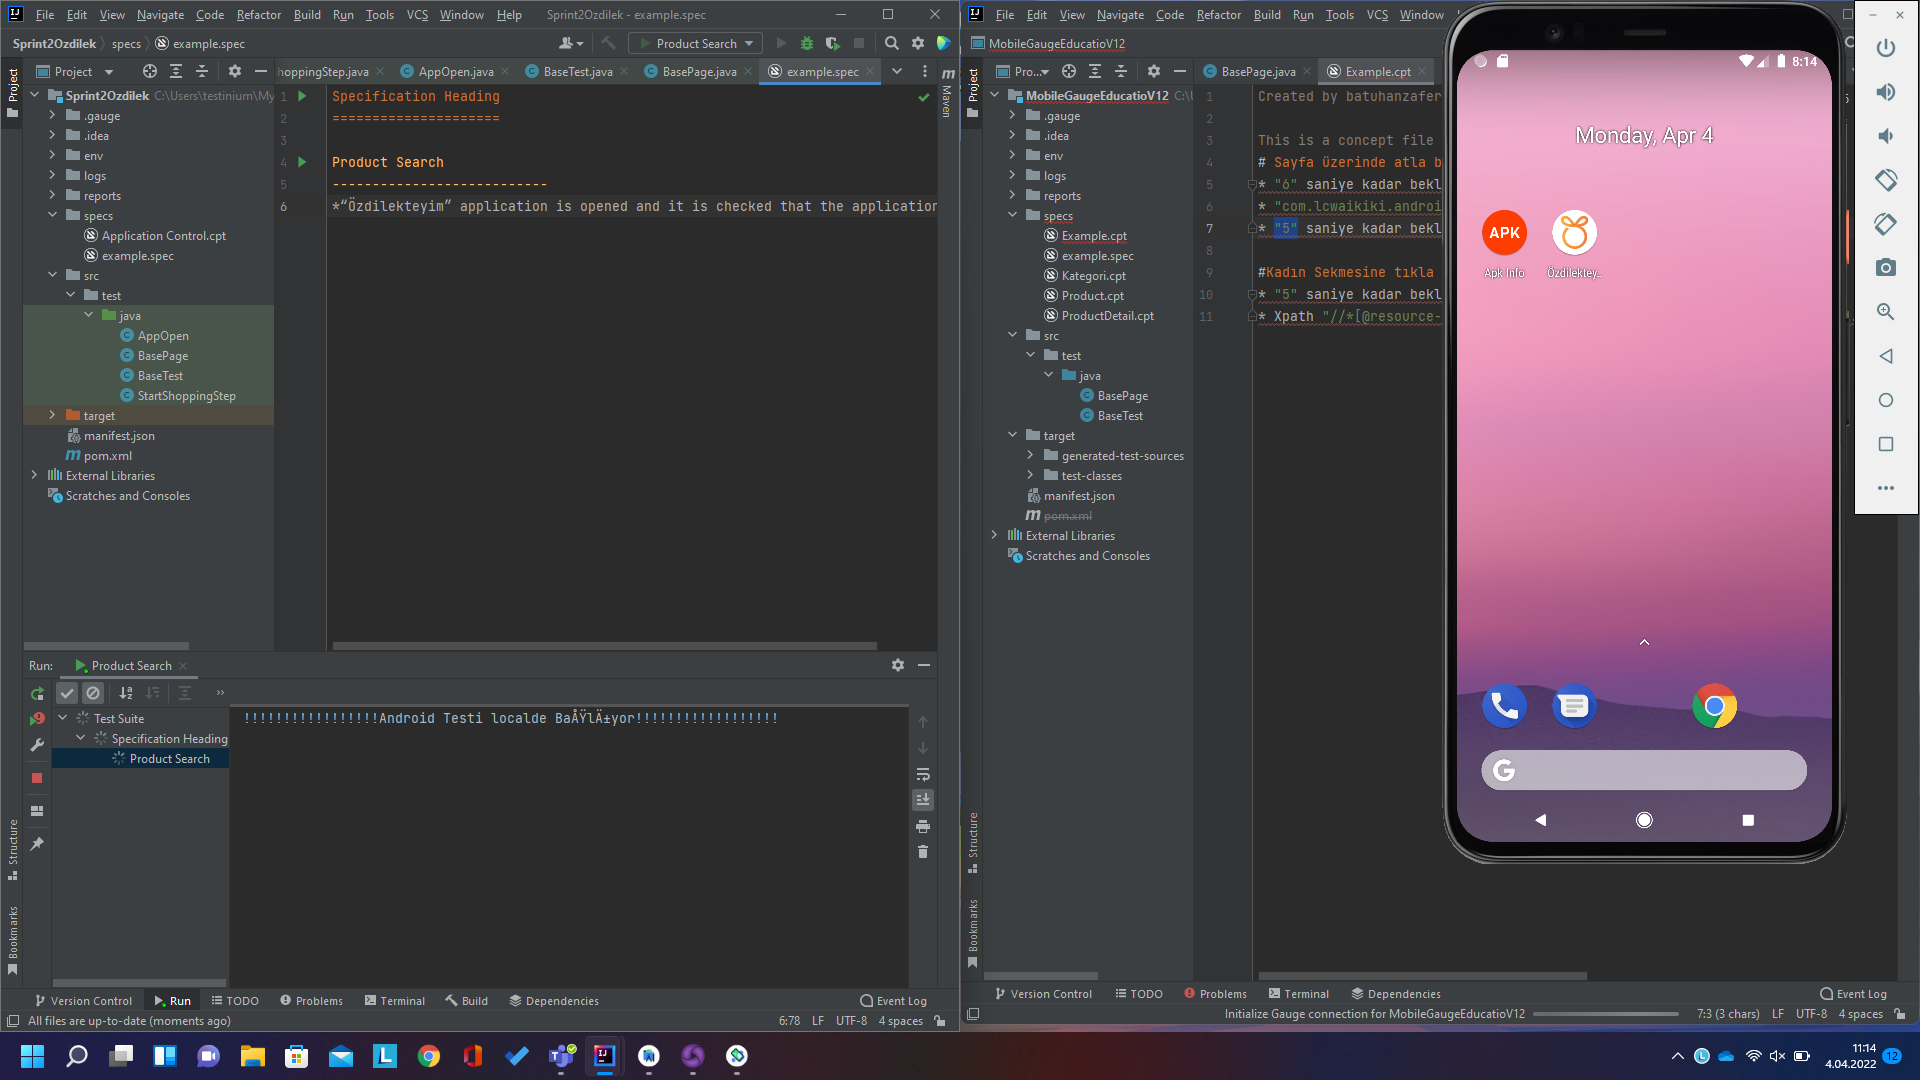 File Edit View Navigate Code Refactor Build Run Tools VCS Window Help Sprint2Ozdilek - example.spec
Sprint2Ozdilek specs example.spec
Product Search
Project
hoppingStep.java AppOpen.java BaseTest.java BasePage.java example.spec
Project
Maven
Sprint2Ozdilek C:\Users\testinium\My
.gauge
.idea
env
logs
reports
specs
Application Control.cpt
example.spec
src
test
java
AppOpen
BasePage
BaseTest
StartShoppingStep
target
manifest.json
pom.xml
External Libraries
Scratches and Consoles
1 Specification Heading
2 =====================
3
4 Product Search
5 ---------------------------
6 *“Özdilekteyim” application is opened and it is checked that the application
Run: Product Search
Test Suite
Specification Heading
Product Search
!!!!!!!!!!!!!!!!!Android Testi localde BaÅŸlÄ±yor!!!!!!!!!!!!!!!!!!
Structure
Bookmarks
Version Control Run TODO Problems Terminal Build Dependencies Event Log
All files are up-to-date (moments ago) 6:78 LF UTF-8 4 spaces
File Edit View Navigate Code Refactor Build Run Tools VCS Window
MobileGaugeEducatioV12
Project
Pro... BasePage.java Example.cpt
MobileGaugeEducatioV12 C:\
.gauge
.idea
env
logs
reports
specs
Example.cpt
example.spec
Kategori.cpt
Product.cpt
ProductDetail.cpt
src
test
java
BasePage
BaseTest
target
generated-test-sources
test-classes
manifest.json
pom.xml
External Libraries
Scratches and Consoles
1 Created by batuhanzafer
2
3 This is a concept file
4 # Sayfa üzerinde atla b
5 * "6" saniye kadar bekl
6 * "com.lcwaikiki.androi
7 * "5" saniye kadar bekl
8
9 #Kadın Sekmesine tıkla
10 * "5" saniye kadar bekl
11 * Xpath "//*[@resource-
Structure
Bookmarks
Version Control TODO Problems Terminal Dependencies Event Log
Initialize Gauge connection for MobileGaugeEducatioV12 7:3 (3 chars) LF UTF-8 4 spaces
8:14
Monday, Apr 4
APK
Apk Info Özdilektey..
G
11:14
4.04.2022
12